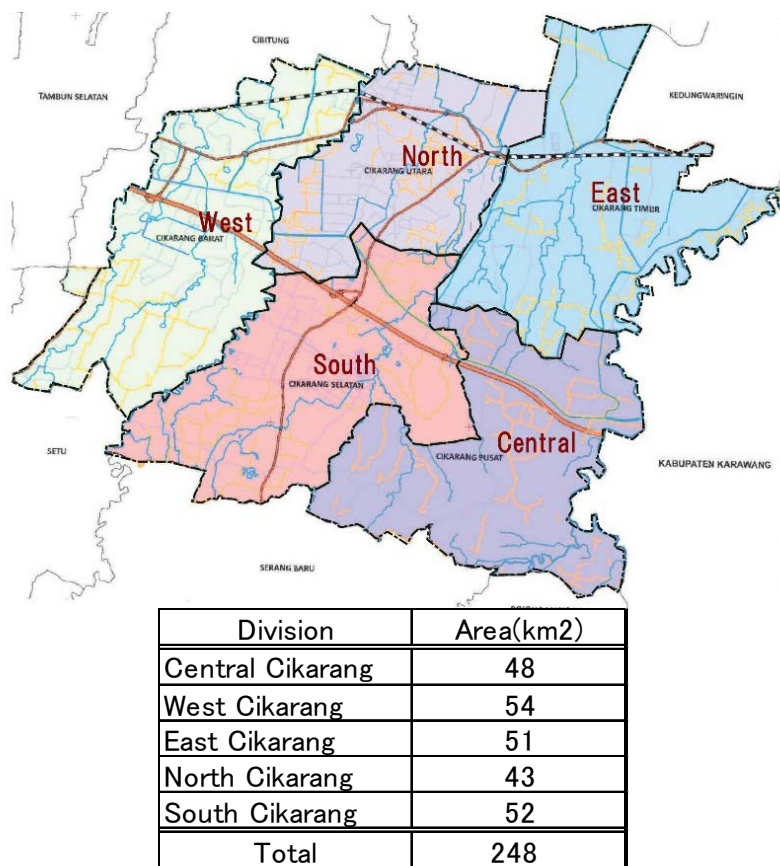 CIBITUNG
TAMBUN SELATAN
KEDUNGWARINGIN
North
CIKARANG UTARA
East
CIKARANG TIMUR
West
CIKARANG BARAT
South
CIKARANG SELATAN
Central
CIKARANG PUSAT
SETU
KABUPATEN KARAWANG
SERANG BARU
Division Area(km2)
Central Cikarang 48
West Cikarang 54
East Cikarang 51
North Cikarang 43
South Cikarang 52
Total 248